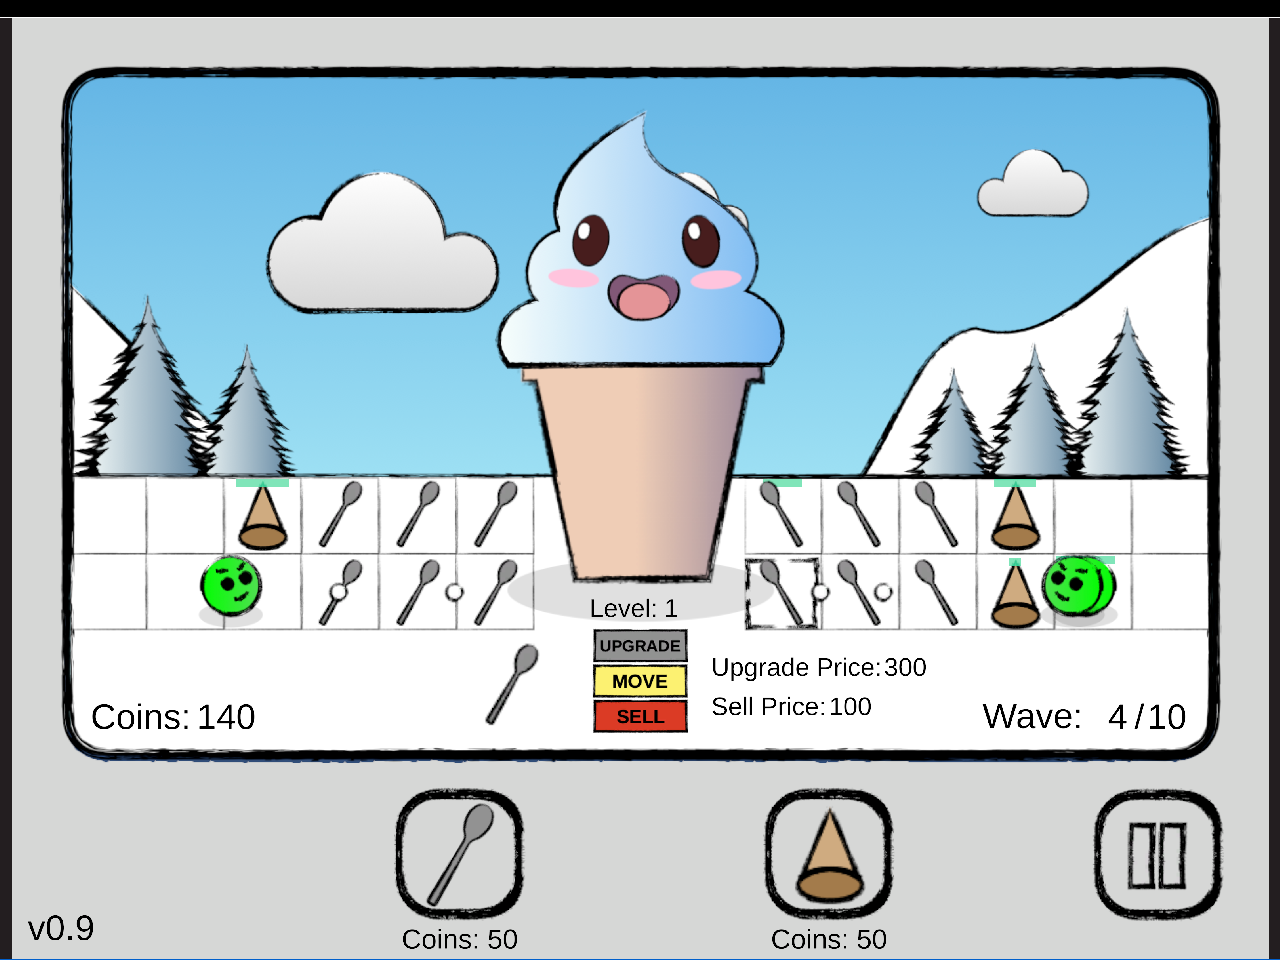 Level: 1
UPGRADE
MOVE
SELL
Upgrade Price: 300
Sell Price: 100
Coins: 140
Wave: 4/10
v0.9
Coins: 50
Coins: 50